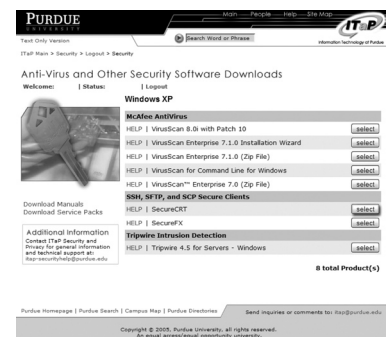 PURDUE
UNIVERSITY
Main People Help Site Map
Text Only Version
Search Word or Phrase
ITaP
Information Technology at Purdue
ITaP Main > Security > Logout > Security
Anti-Virus and Other Security Software Downloads
Welcome: | Status: | Logout
Windows XP
McAfee AntiVirus
HELP | VirusScan 8.0i with Patch 10 select
HELP | VirusScan Enterprise 7.1.0 Installation Wizard select
HELP | VirusScan Enterprise 7.1.0 (Zip File) select
HELP | VirusScan for Command Line for Windows select
HELP | VirusScan™ Enterprise 7.0 (Zip File) select
SSH, SFTP, and SCP Secure Clients
HELP | SecureCRT select
HELP | SecureFX select
Tripwire Intrusion Detection
HELP | Tripwire 4.5 for Servers - Windows select
8 total Product(s)
Download Manuals
Download Service Packs
Additional Information
Contact ITaP Security and
Privacy for general information
and technical support at:
itap-securityhelp@purdue.edu
Purdue Homepage | Purdue Search | Campus Map | Purdue Directories
Send inquiries or comments to: itap@purdue.edu
Copyright © 2005, Purdue University, all rights reserved.
An equal access/equal opportunity university.